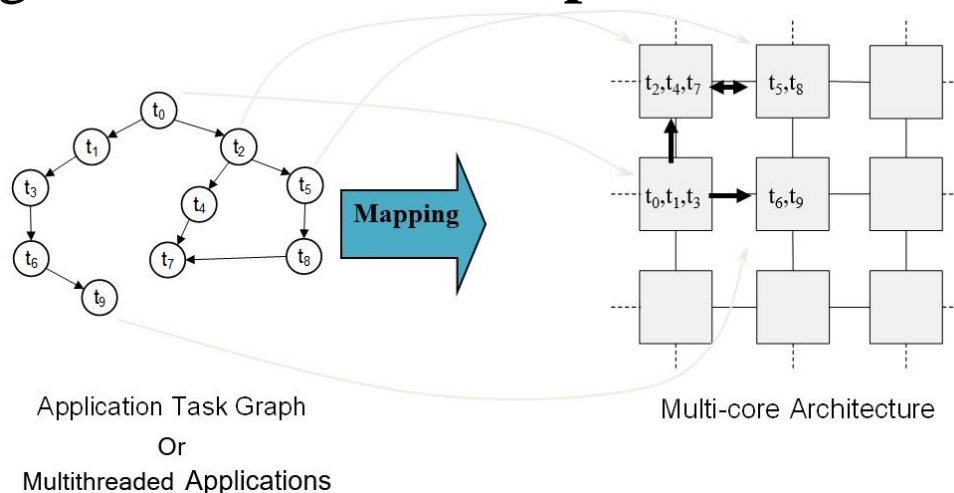 t0
t1
t2
t3
t4
t5
t6
t7
t8
t9
Mapping
t2,t4,t7
t5,t8
t0,t1,t3
t6,t9
Application Task Graph
Or
Multithreaded Applications
Multi-core Architecture